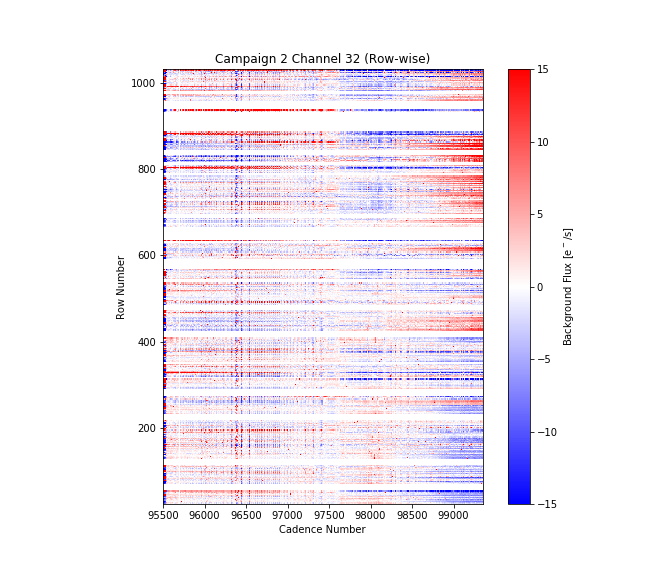 Campaign 2 Channel 32 (Row-wise)
1000
800
600
400
200
Row Number
95500 96000 96500 97000 97500 98000 98500 99000
Cadence Number
15
10
5
0
−5
−10
−15
Background Flux [e⁻/s]